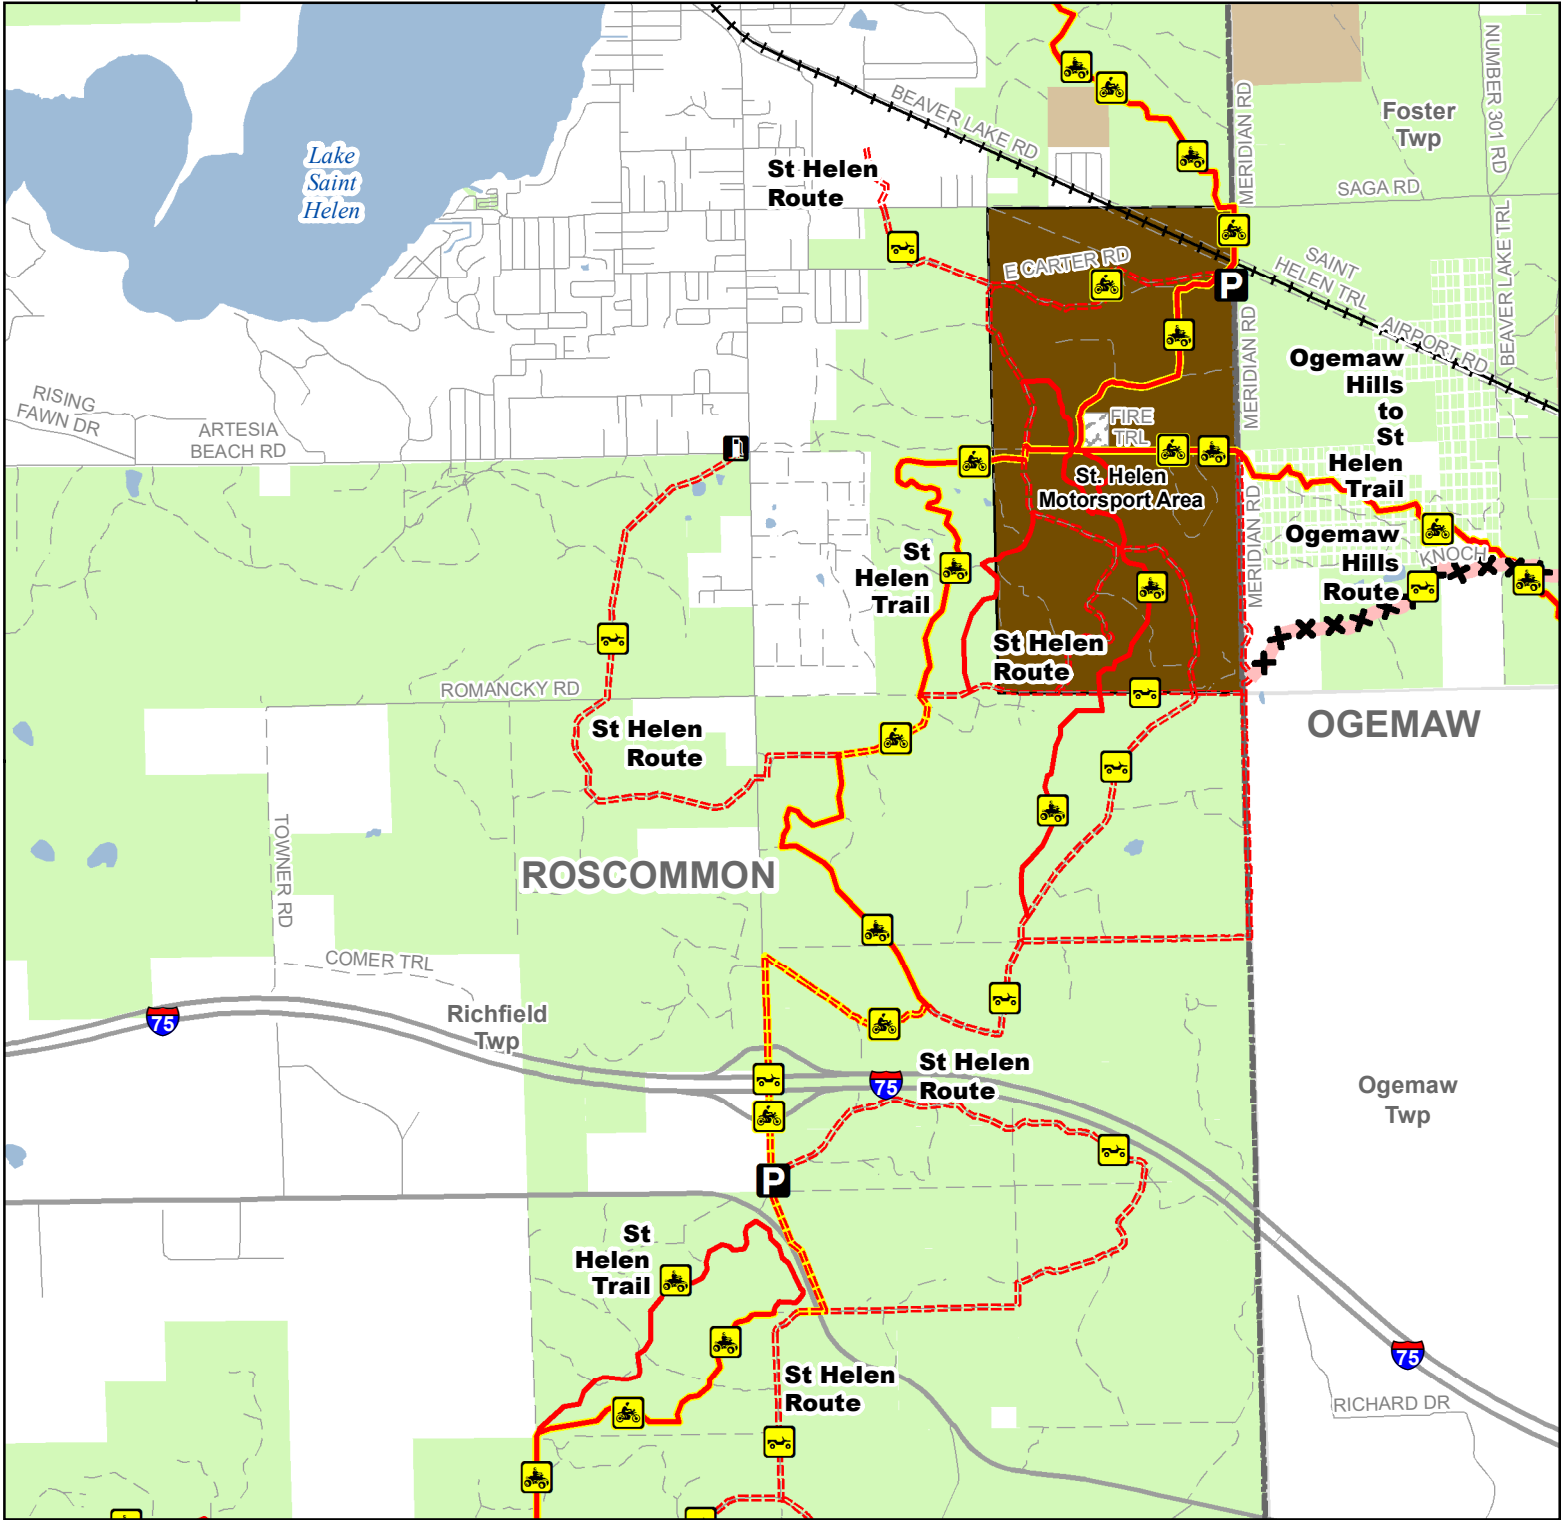 BEAVER LAKE RD
MERIDIAN RD
NUMBER 301 RD
Foster
Twp
Lake
Saint
Helen
St Helen
Route
SAGA RD
BEAVER LAKE TRL
E CARTER RD
SAINT
HELEN TRL
P
MERIDIAN RD
AIRPORT RD
Ogemaw
Hills
to
St
Helen
Trail
RISING
FAWN DR
ARTESIA
BEACH RD
FIRE
TRL
St. Helen
Motorsport Area
MERIDIAN RD
Ogemaw
Hills
Route
KNOCH
St
Helen
Trail
St Helen
Route
ROMANCKY RD
St Helen
Route
OGEMAW
TOWNER RD
ROSCOMMON
COMER TRL
Richfield
Twp
75
St Helen
Route
75
Ogemaw
Twp
P
St
Helen
Trail
St Helen
Route
75
RICHARD DR